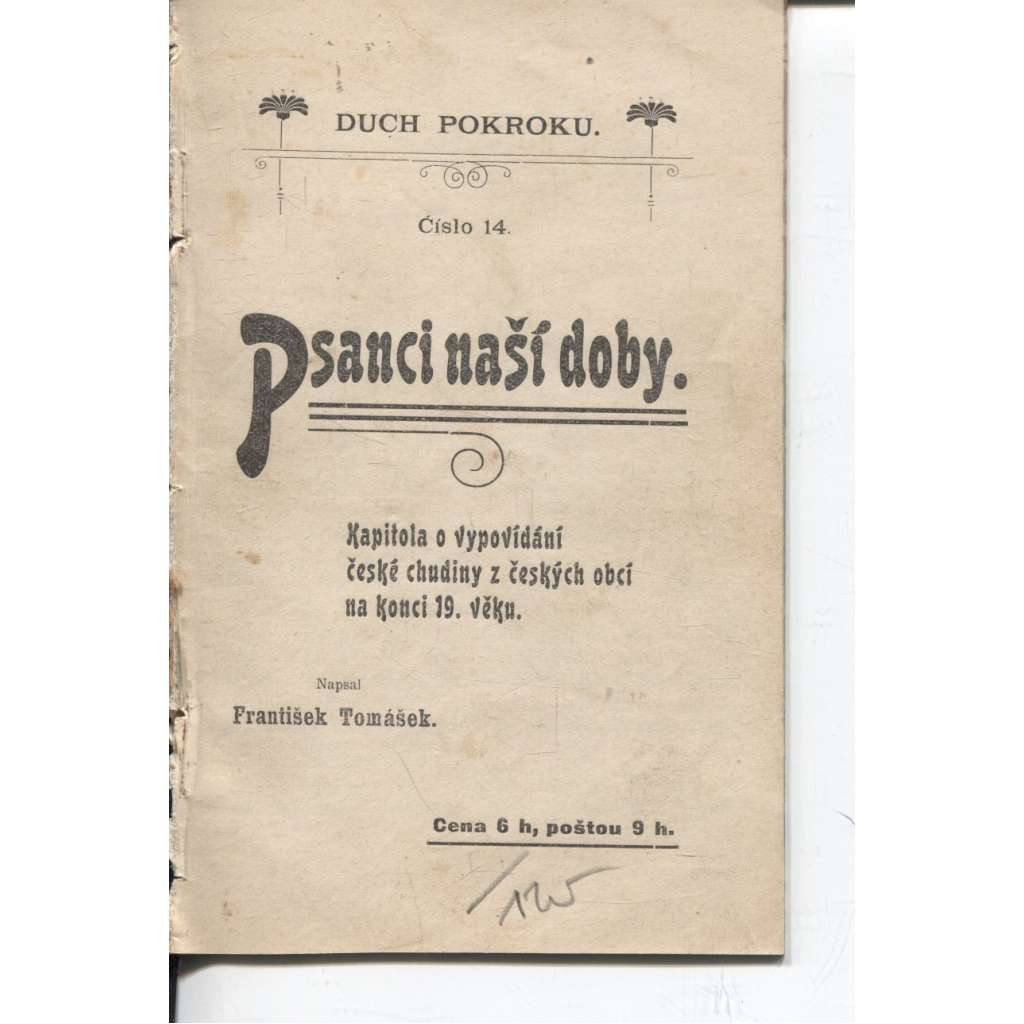 DUCH POKROKU.
Číslo 14.
Psanci naší doby.
Kapitola o vypovídání
české chudiny z českých obcí
na konci 19. věku.
Napsal
František Tomášek.
Cena 6 h, poštou 9 h.